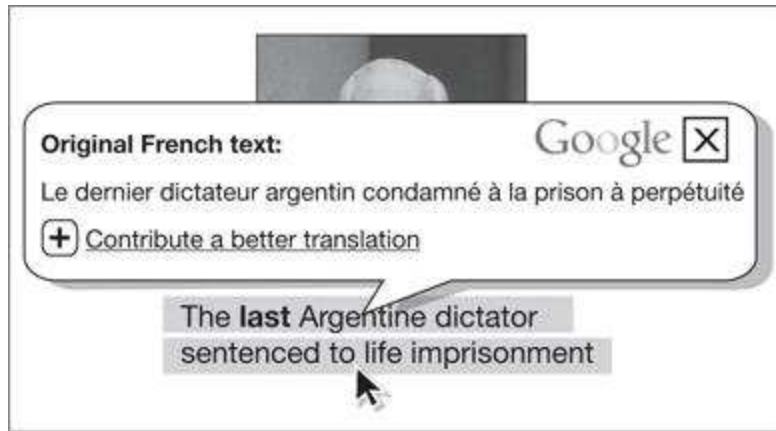 Original French text:
Google
Le dernier dictateur argentin condamné à la prison à perpétuité
Contribute a better translation
The last Argentine dictator
sentenced to life imprisonment